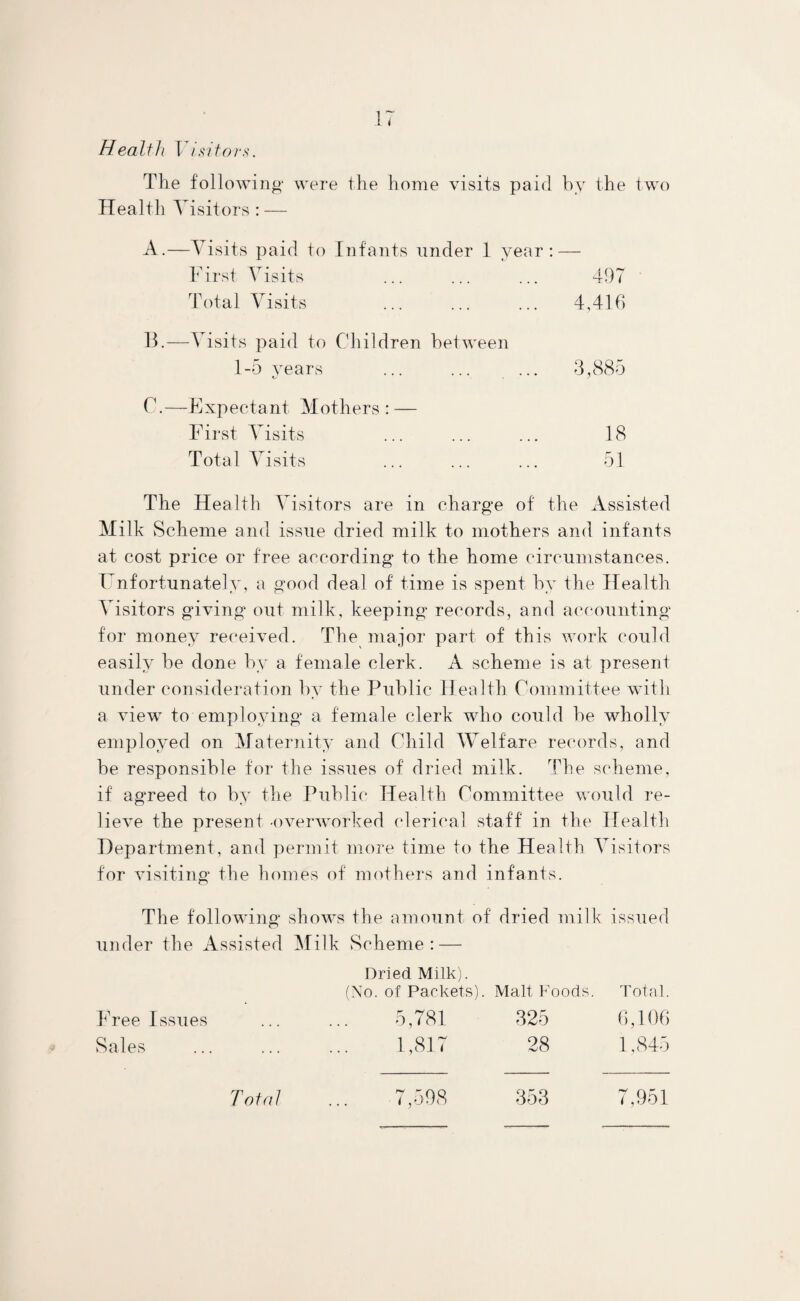 17
Health Visitors.
The following were the home visits paid by the two
Health Visitors : —
A.—Visits paid to Infants under 1 year : —
First Visits ... ... ... 497
Total Visits ... ... ... 4,416
B.—Visits paid to Children between
1-5 years ... ... ... 3,885
C.—Expectant Mothers : —
First Visits ... ... ... 18
Total Visits ... ... ... 51
The Health Visitors are in charge of the Assisted
Milk Scheme and issue dried milk to mothers and infants
at cost price or free according to the home circumstances.
Unfortunately, a good deal of time is spent by the Health
Visitors giving out milk, keeping records, and accounting
for money received. The major part of this work could
easily be done by a female clerk. A scheme is at present
under consideration by the Public Health Committee with
a view to employing a female clerk who could be wholly
employed on Maternity and Child Welfare records, and
be responsible for the issues of dried milk. The scheme,
if agreed to by the Public Health Committee would re-
lieve the present overworked clerical staff in the Health
Department, and permit more time to the Health Visitors
for visiting the homes of mothers and infants.
The following shows the amount of dried milk issued
under the Assisted Milk Scheme : —
Dried Milk).
(No. of Packets). Malt Foods. Total.
Free Issues ... ... 5,781 325 6,106
Sales ... ... ... 1,817 28 1,845
Total ... 7,598 353 7,951